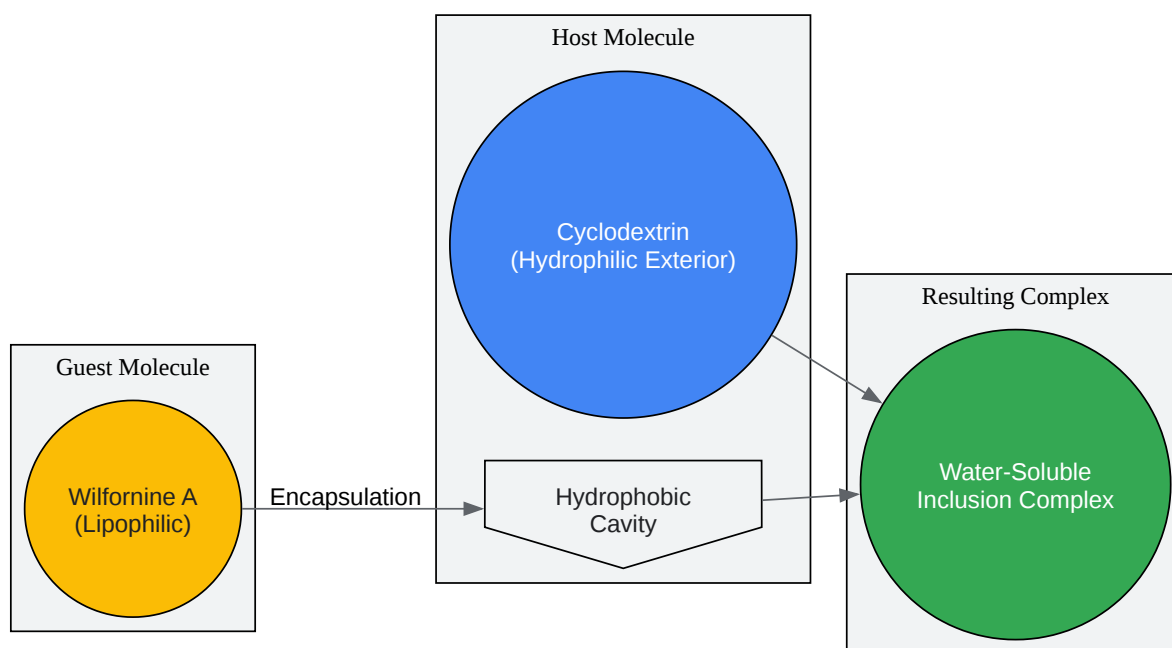 Guest Molecule
Wilfornine A
(Lipophilic)
Encapsulation
Host Molecule
Cyclodextrin
(Hydrophilic Exterior)
Hydrophobic
Cavity
Resulting Complex
Water-Soluble
Inclusion Complex